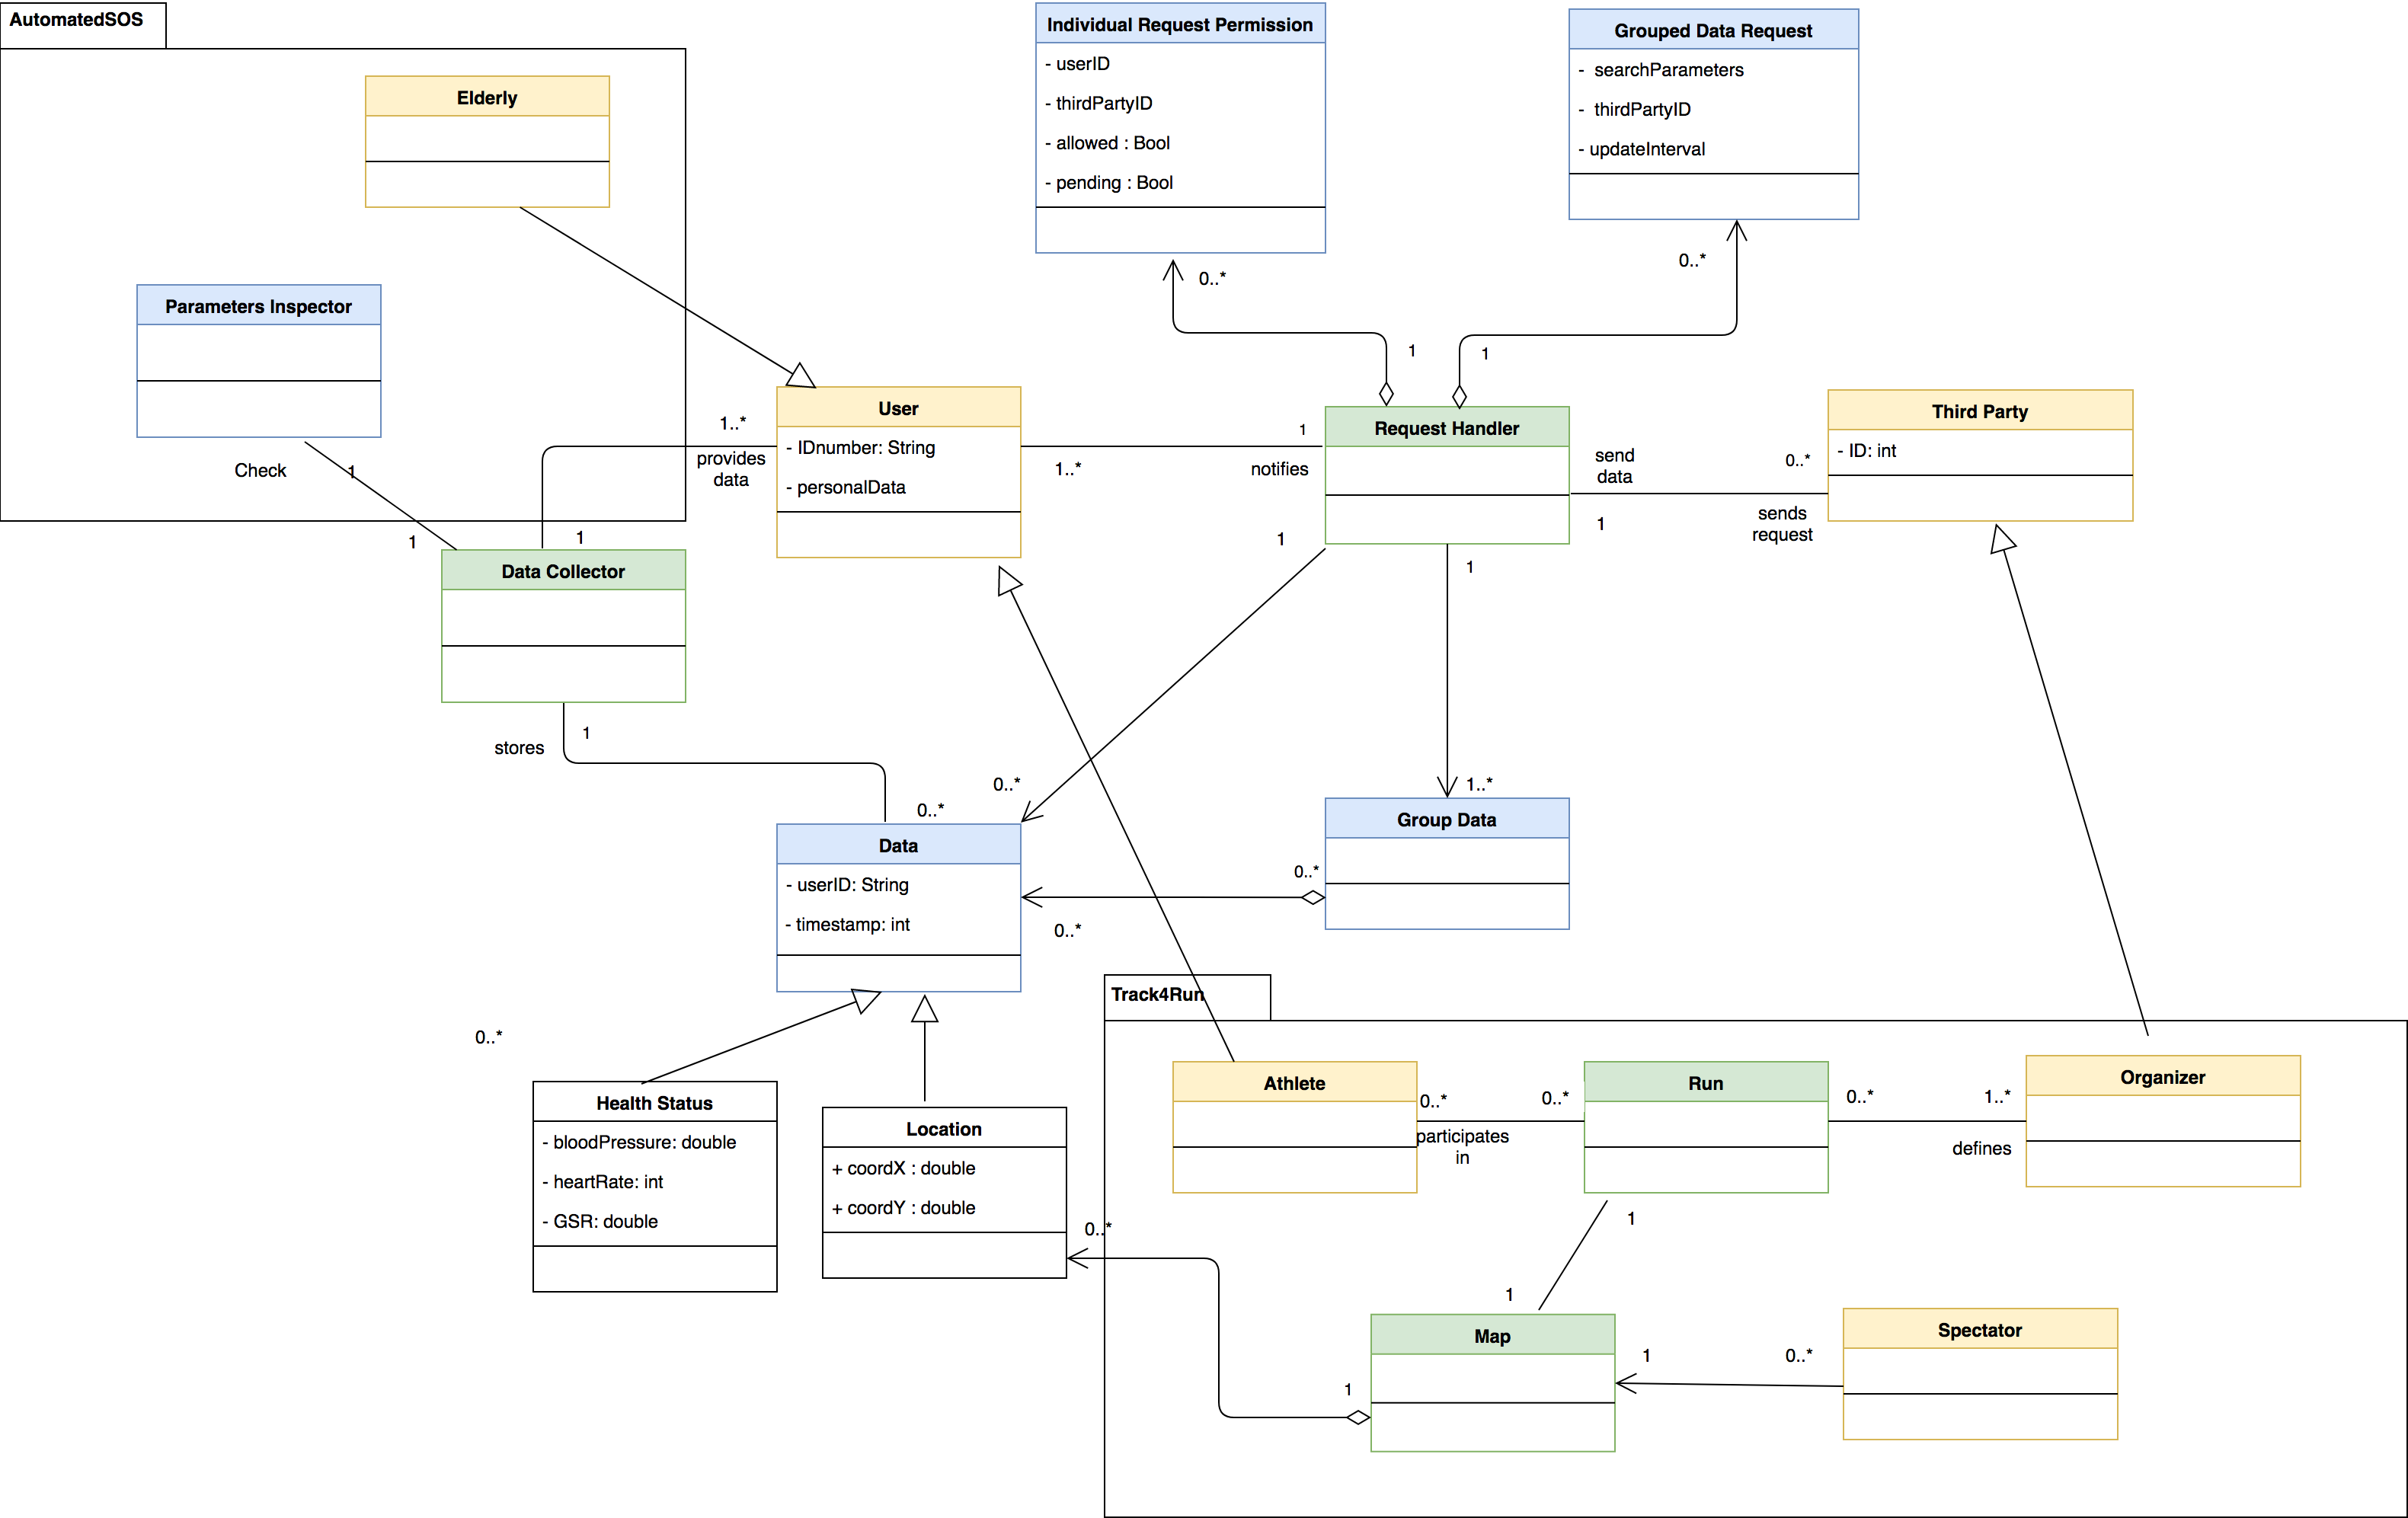 AutomatedSOS
Elderly
Parameters Inspector
Check
1
1
Individual Request Permission
- userID
- thirdPartyID
- allowed : Bool
- pending : Bool
0..*
1
Grouped Data Request
- searchParameters
- thirdPartyID
- updateInterval
0..*
1
User
- IDnumber: String
- personalData
1..*
provides
data
1
1..*
1
notifies
Request Handler
send
data
1
0..*
sends
request
Third Party
- ID: int
Data Collector
1
stores
0..*
1
0..*
1
1..*
Data
- userID: String
- timestamp: int
Group Data
0..*
0..*
0..*
Health Status
- bloodPressure: double
- heartRate: int
- GSR: double
Location
+ coordX : double
+ coordY : double
0..*
Track4Run
Athlete
0..*
participates
in
0..*
Run
0..*
1..*
defines
Organizer
1
1
Map
1
1
0..*
Spectator